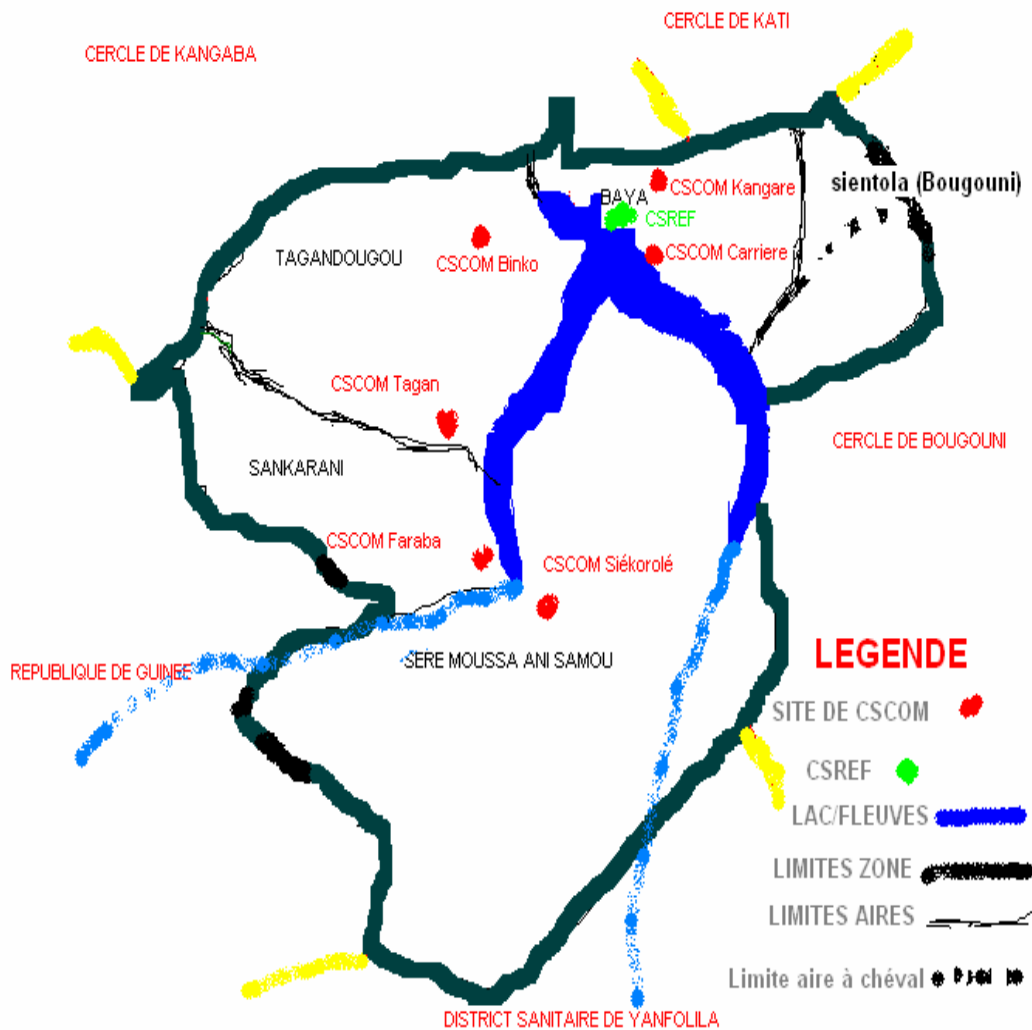 CERCLE DE KATI
CERCLE DE KANGABA
CSCOM Kangare
sientola (Bougouni)
BAYA
CSREF
TAGANDOUGOU
CSCOM Binko
CSCOM Carriere
CSCOM Tagan
CERCLE DE BOUGOUNI
SANKARANI
CSCOM Faraba
CSCOM Siékorolé
REPUBLIQUE DE GUINEE
SERE MOUSSA ANI SAMOU
LEGENDE
SITE DE CSCOM
CSREF
LAC/FLEUVES
LIMITES ZONE
LIMITES AIRES
Limite aire à chéval
DISTRICT SANITAIRE DE YANFOLILA